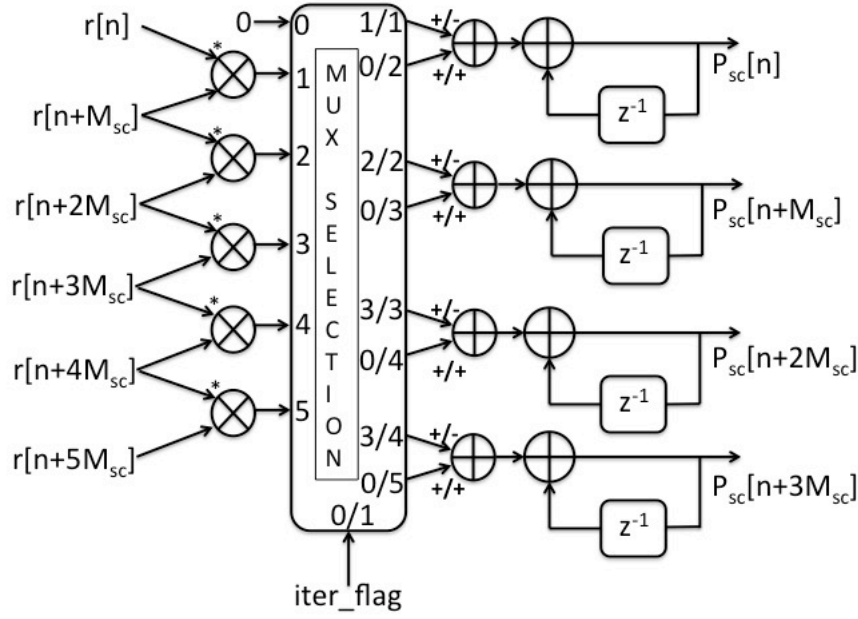 r[n]
0
0
1/1
+/-
*
1
0/2
+/+
P_sc[n]
z⁻¹
r[n+M_sc]
*
2
2/2
+/-
0/3
+/+
P_sc[n+M_sc]
z⁻¹
r[n+2M_sc]
*
3
MUX SELECTION
r[n+3M_sc]
*
4
3/3
+/-
0/4
+/+
P_sc[n+2M_sc]
z⁻¹
r[n+4M_sc]
*
5
3/4
+/-
0/5
+/+
P_sc[n+3M_sc]
z⁻¹
r[n+5M_sc]
0/1
iter_flag